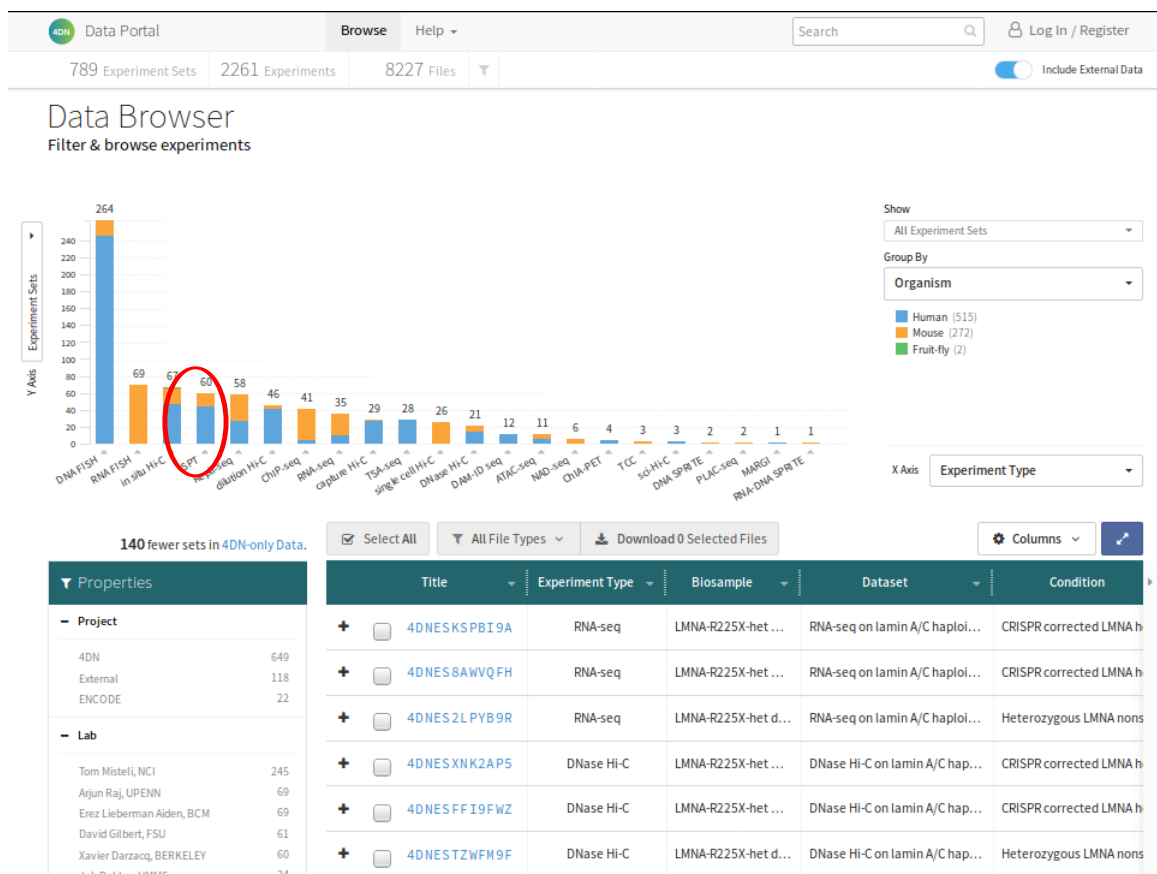 4DN Data Portal Browse Help Search Log In / Register
789 Experiment Sets 2261 Experiments 8227 Files Include External Data
Data Browser
Filter & browse experiments
264
240
220
200
180
160
140
120
100
80
60
40
20
0
Y Axis Experiment Sets
69 67 60 58 46 41 35 29 28 26 21 12 11 6 4 3 3 2 2 1 1
DNA FISH
RNA FISH
in situ Hi-C
SPT
Repli-seq
dilution Hi-C
ChIP-seq
RNA-seq
capture Hi-C
TSA-seq
single cell Hi-C
DNase Hi-C
DAM-ID seq
ATAC-seq
NAD-seq
ChIA-PET
TCC
sci-Hi-C
DNA SPRITE
PLAC-seq
MARGI
RNA-DNA SPRITE
Show
All Experiment Sets
Group By
Organism
Human (515)
Mouse (272)
Fruit-fly (2)
X Axis Experiment Type
140 fewer sets in 4DN-only Data.
Select All All File Types Download 0 Selected Files Columns
Properties
Project
4DN 649
External 118
ENCODE 22
Lab
Tom Misteli, NCI 245
Arjun Raj, UPENN 69
Erez Lieberman Aiden, BCM 69
David Gilbert, FSU 61
Xavier Darzacq, BERKELEY 60
Title Experiment Type Biosample Dataset Condition
4DNESKSPBI9A RNA-seq LMNA-R225X-het ... RNA-seq on lamin A/C haploi... CRISPR corrected LMNA h
4DNES8AWVQFH RNA-seq LMNA-R225X-het ... RNA-seq on lamin A/C haploi... CRISPR corrected LMNA h
4DNES2LPYB9R RNA-seq LMNA-R225X-het d... RNA-seq on lamin A/C haploi... Heterozygous LMNA nons
4DNESXNK2AP5 DNase Hi-C LMNA-R225X-het ... DNase Hi-C on lamin A/C hap... CRISPR corrected LMNA h
4DNESFFI9FWZ DNase Hi-C LMNA-R225X-het ... DNase Hi-C on lamin A/C hap... CRISPR corrected LMNA h
4DNESTZWFM9F DNase Hi-C LMNA-R225X-het d... DNase Hi-C on lamin A/C hap... Heterozygous LMNA nons